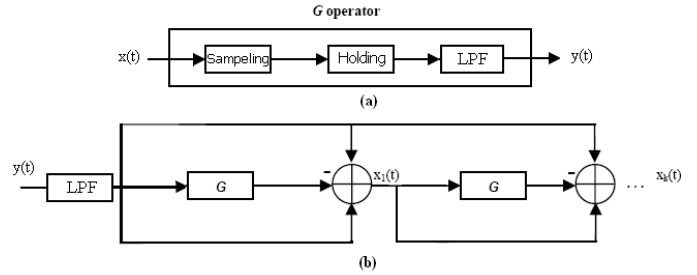 G operator
x(t) Sampeling Holding LPF y(t)
(a)
y(t) LPF G - x₁(t) G - ... xₖ(t)
(b)